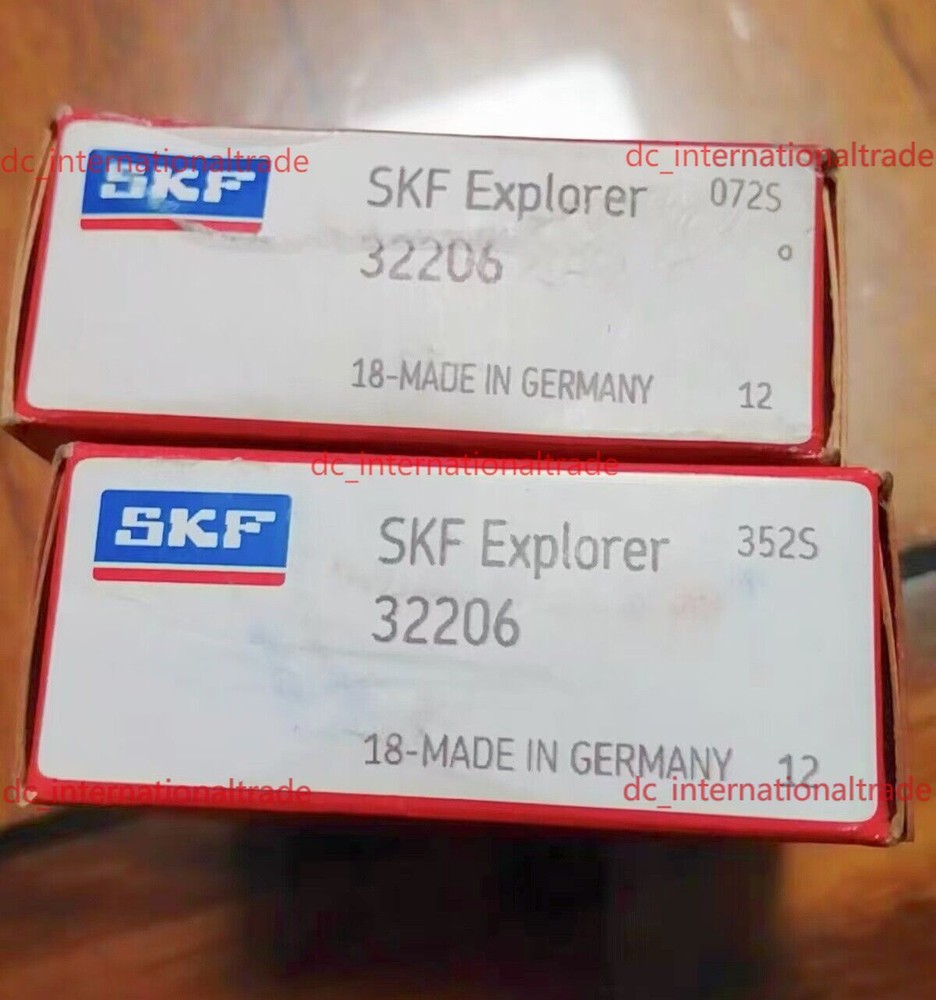 dc_internationaltrade
dc_internationaltrade
SKF
SKF Explorer 072S
32206
18-MADE IN GERMANY 12
dc_internationaltrade
SKF
SKF Explorer 352S
32206
18-MADE IN GERMANY 12
dc_internationaltrade
dc_internationaltrade